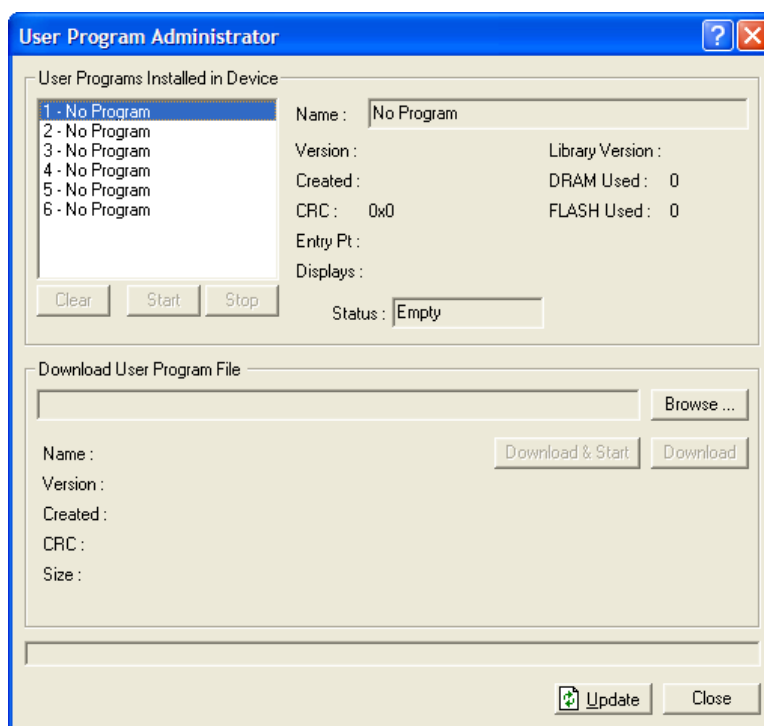 User Program Administrator
User Programs Installed in Device
1 - No Program
2 - No Program
3 - No Program
4 - No Program
5 - No Program
6 - No Program
Clear Start Stop
Name : No Program
Version : Library Version :
Created : DRAM Used : 0
CRC : 0x0 FLASH Used : 0
Entry Pt :
Displays :
Status : Empty
Download User Program File
Browse ...
Name : Download & Start Download
Version :
Created :
CRC :
Size :
Update Close